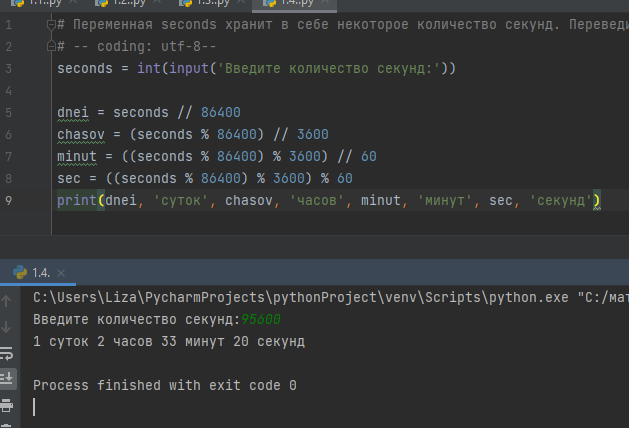 1.1..py 1.2..py 1.3..py 1.4..py
1 # Переменная seconds хранит в себе некоторое количество секунд.
2 # -- coding: utf-8--
3 seconds = int(input('Введите количество секунд:'))
4
5 dnei = seconds // 86400
6 chasov = (seconds % 86400) // 3600
7 minut = ((seconds % 86400) % 3600) // 60
8 sec = ((seconds % 86400) % 3600) % 60
9 print(dnei, 'суток', chasov, 'часов', minut, 'минут', sec, 'секунд')
1.4.
C:\Users\Liza\PycharmProjects\pythonProject\venv\Scripts\python.exe "C:/мат
Введите количество секунд:95600
1 суток 2 часов 33 минут 20 секунд
Process finished with exit code 0